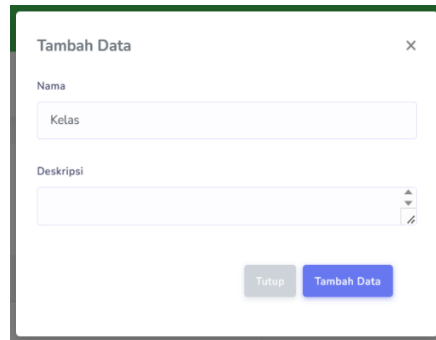 Tambah Data
Nama
Kelas
Deskripsi
Tutup Tambah Data